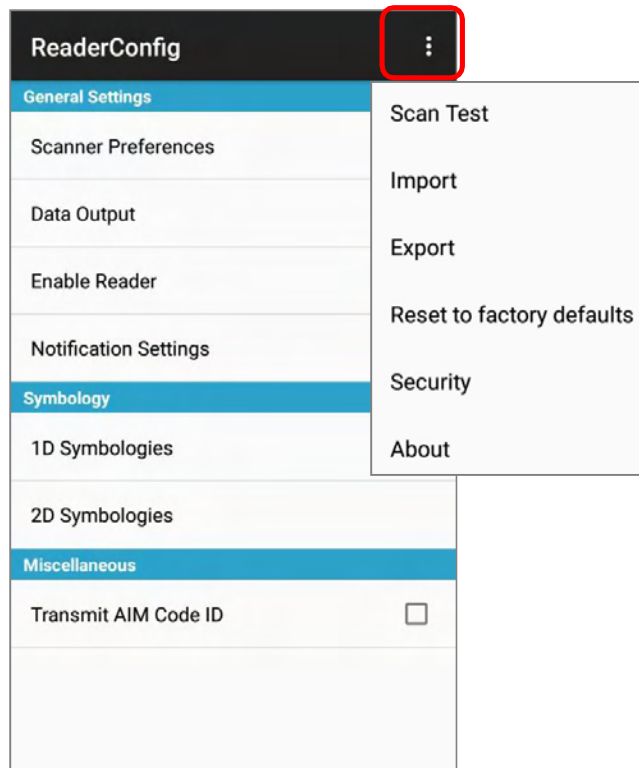 ReaderConfig
General Settings
Scanner Preferences
Data Output
Enable Reader
Notification Settings
Symbology
1D Symbologies
2D Symbologies
Miscellaneous
Transmit AIM Code ID
Scan Test
Import
Export
Reset to factory defaults
Security
About